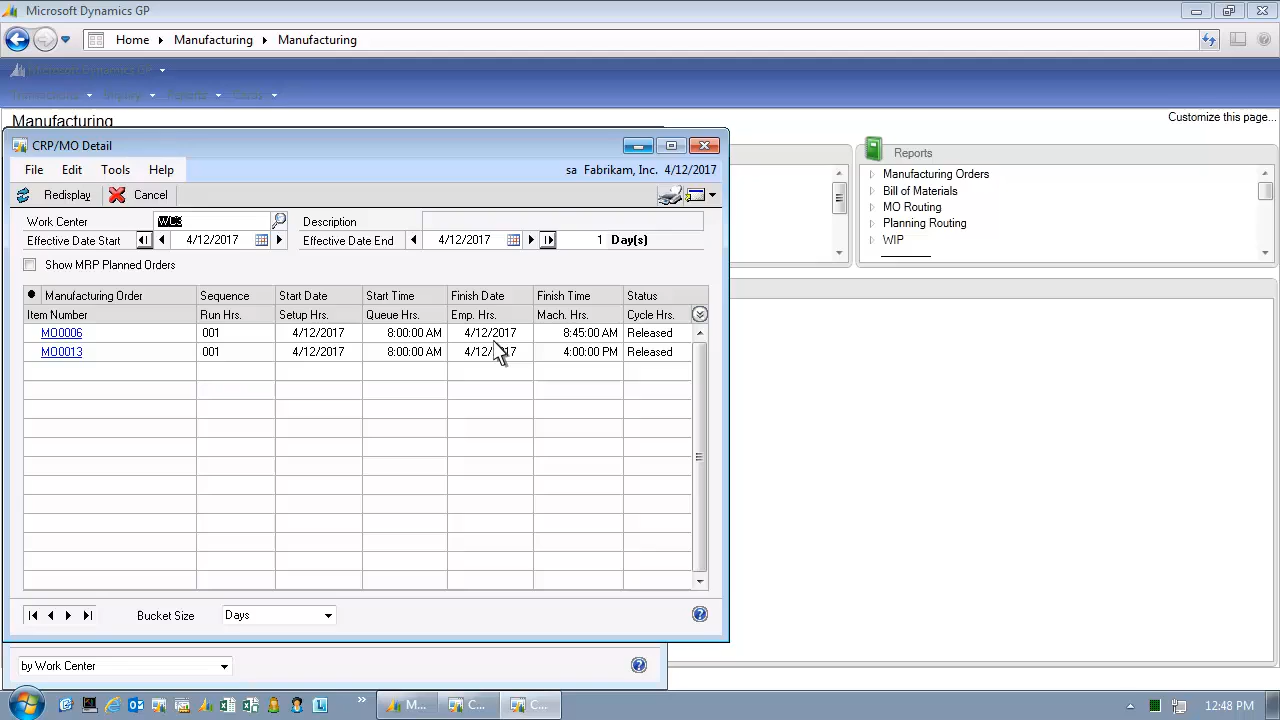 Microsoft Dynamics GP
Home Manufacturing Manufacturing
Microsoft Dynamics GP
Manufacturing
Customize this page...
CRP/MO Detail
File Edit Tools Help sa Fabrikam, Inc. 4/12/2017
Redisplay Cancel
Work Center Description
Effective Date Start 4/12/2017 Effective Date End 4/12/2017 1 Day(s)
Show MRP Planned Orders
Manufacturing Order Sequence Start Date Start Time Finish Date Finish Time Status
Item Number Run Hrs. Setup Hrs. Queue Hrs. Emp. Hrs. Mach. Hrs. Cycle Hrs.
MO0006 001 4/12/2017 8:00:00 AM 4/12/2017 8:45:00 AM Released
MO0013 001 4/12/2017 8:00:00 AM 4/12/2017 4:00:00 PM Released
Bucket Size Days
by Work Center
Reports
Manufacturing Orders
Bill of Materials
MO Routing
Planning Routing
WIP
M... C... C... 12:48 PM